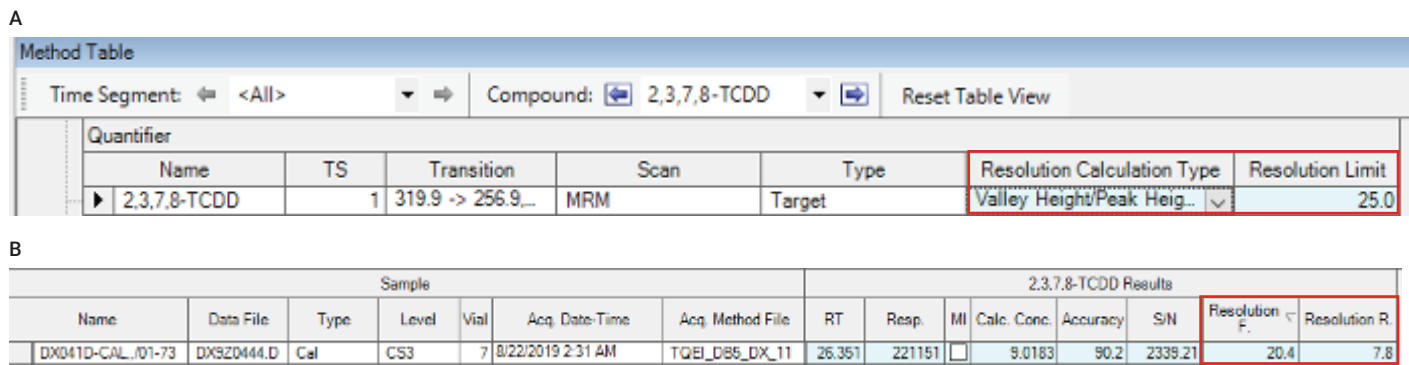 A
Method Table
Time Segment: <All> Compound: 2,3,7,8-TCDD Reset Table View
Quantifier
Name TS Transition Scan Type Resolution Calculation Type Resolution Limit
2,3,7,8-TCDD 1 319.9 -> 256.9,... MRM Target Valley Height/Peak Heig... 25.0
B
Sample 2,3,7,8-TCDD Results
Name Data File Type Level Vial Acq. Date-Time Acq. Method File RT Resp. MI Calc. Conc. Accuracy S/N Resolution F. Resolution R.
DX041D-CAL../01-73 DX9Z0444.D Cal CS3 7 8/22/2019 2:31 AM TQEI_DB5_DX_11 26.351 221151 9.0183 90.2 2339.21 20.4 7.8